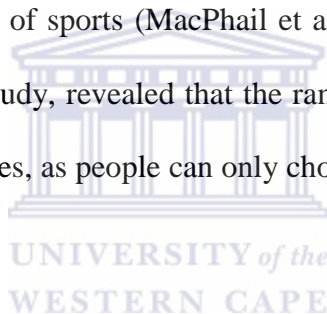 of sports (MacPhail et a
udy, revealed that the ran
es, as people can only cho
UNIVERSITY of the
WESTERN CAPE